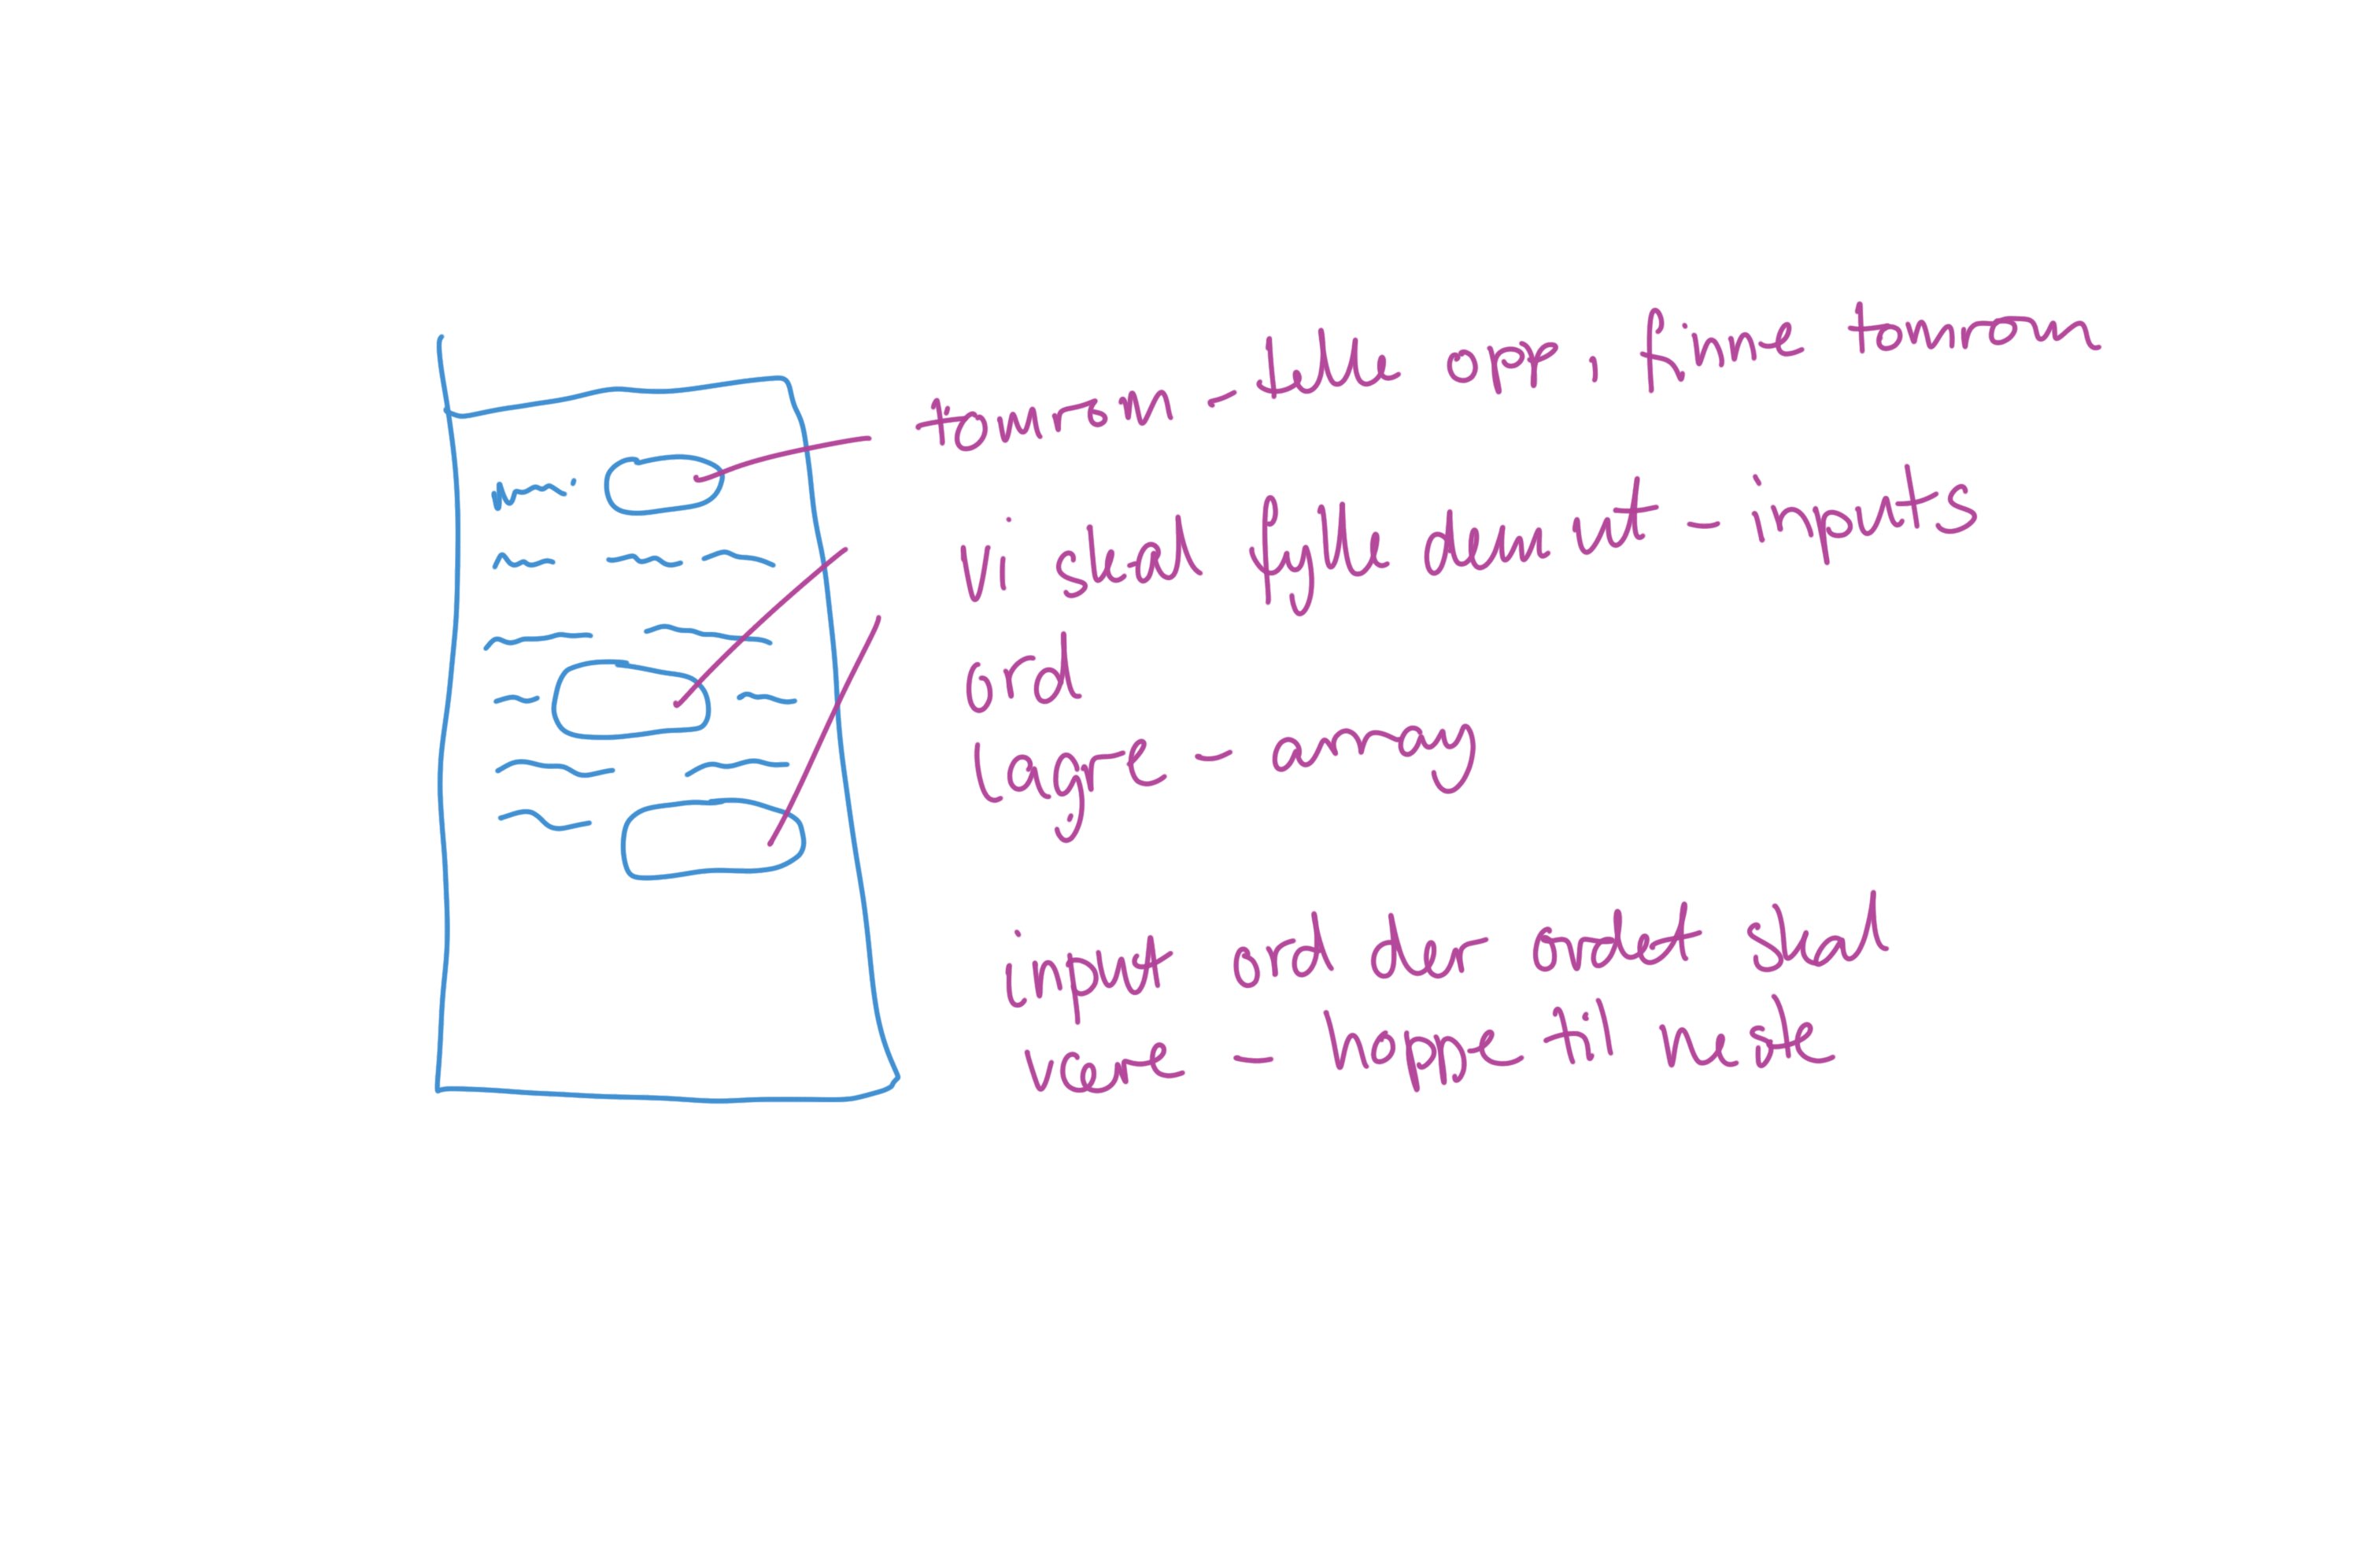 tomrom - telle opp, finne tomrom
vi skal fylle dem ut - inputs
ord
lagre - array
input ord der ordet skal
være - hoppe til neste